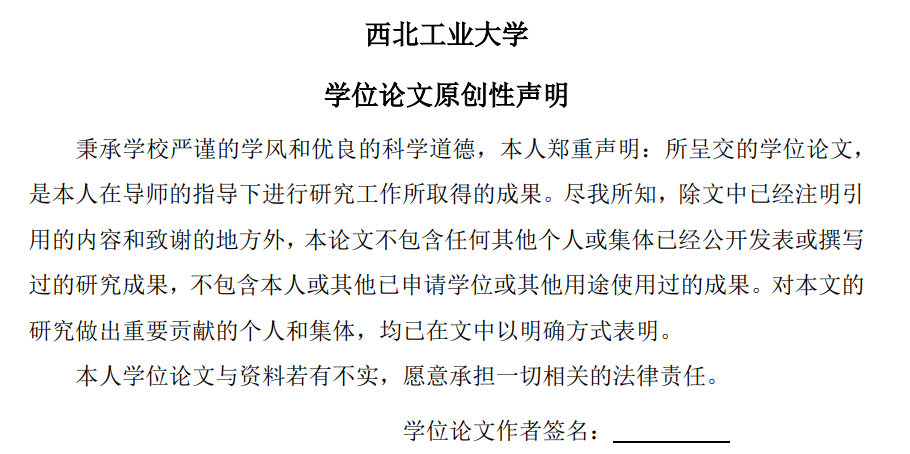 西北工业大学
学位论文原创性声明
秉承学校严谨的学风和优良的科学道德，本人郑重声明：所呈交的学位论文，
是本人在导师的指导下进行研究工作所取得的成果。尽我所知，除文中已经注明引
用的内容和致谢的地方外，本论文不包含任何其他个人或集体已经公开发表或撰写
过的研究成果，不包含本人或其他已申请学位或其他用途使用过的成果。对本文的
研究做出重要贡献的个人和集体，均已在文中以明确方式表明。
本人学位论文与资料若有不实，愿意承担一切相关的法律责任。
学位论文作者签名：